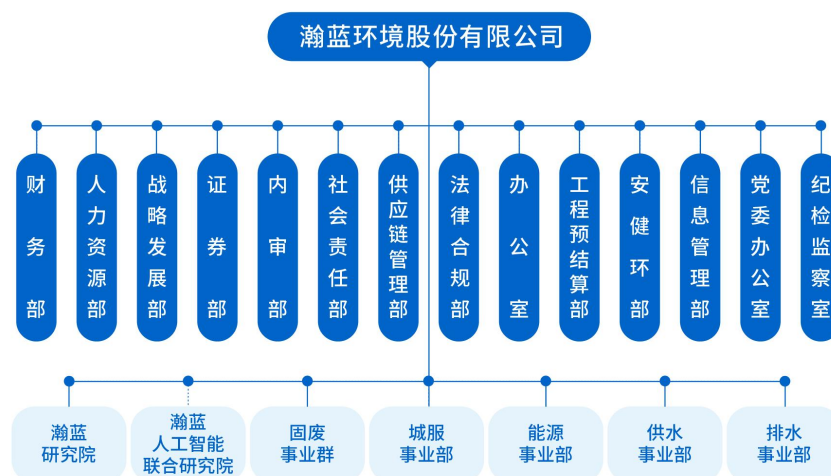 瀚蓝环境股份有限公司
财务部
人力资源部
战略发展部
证券部
内审部
社会责任部
供应链管理部
法律合规部
办公室
工程预结算部
安健环部
信息管理部
党委办公室
纪检监察室
瀚蓝
研究院
瀚蓝
人工智能
联合研究院
固废
事业群
城服
事业部
能源
事业部
供水
事业部
排水
事业部